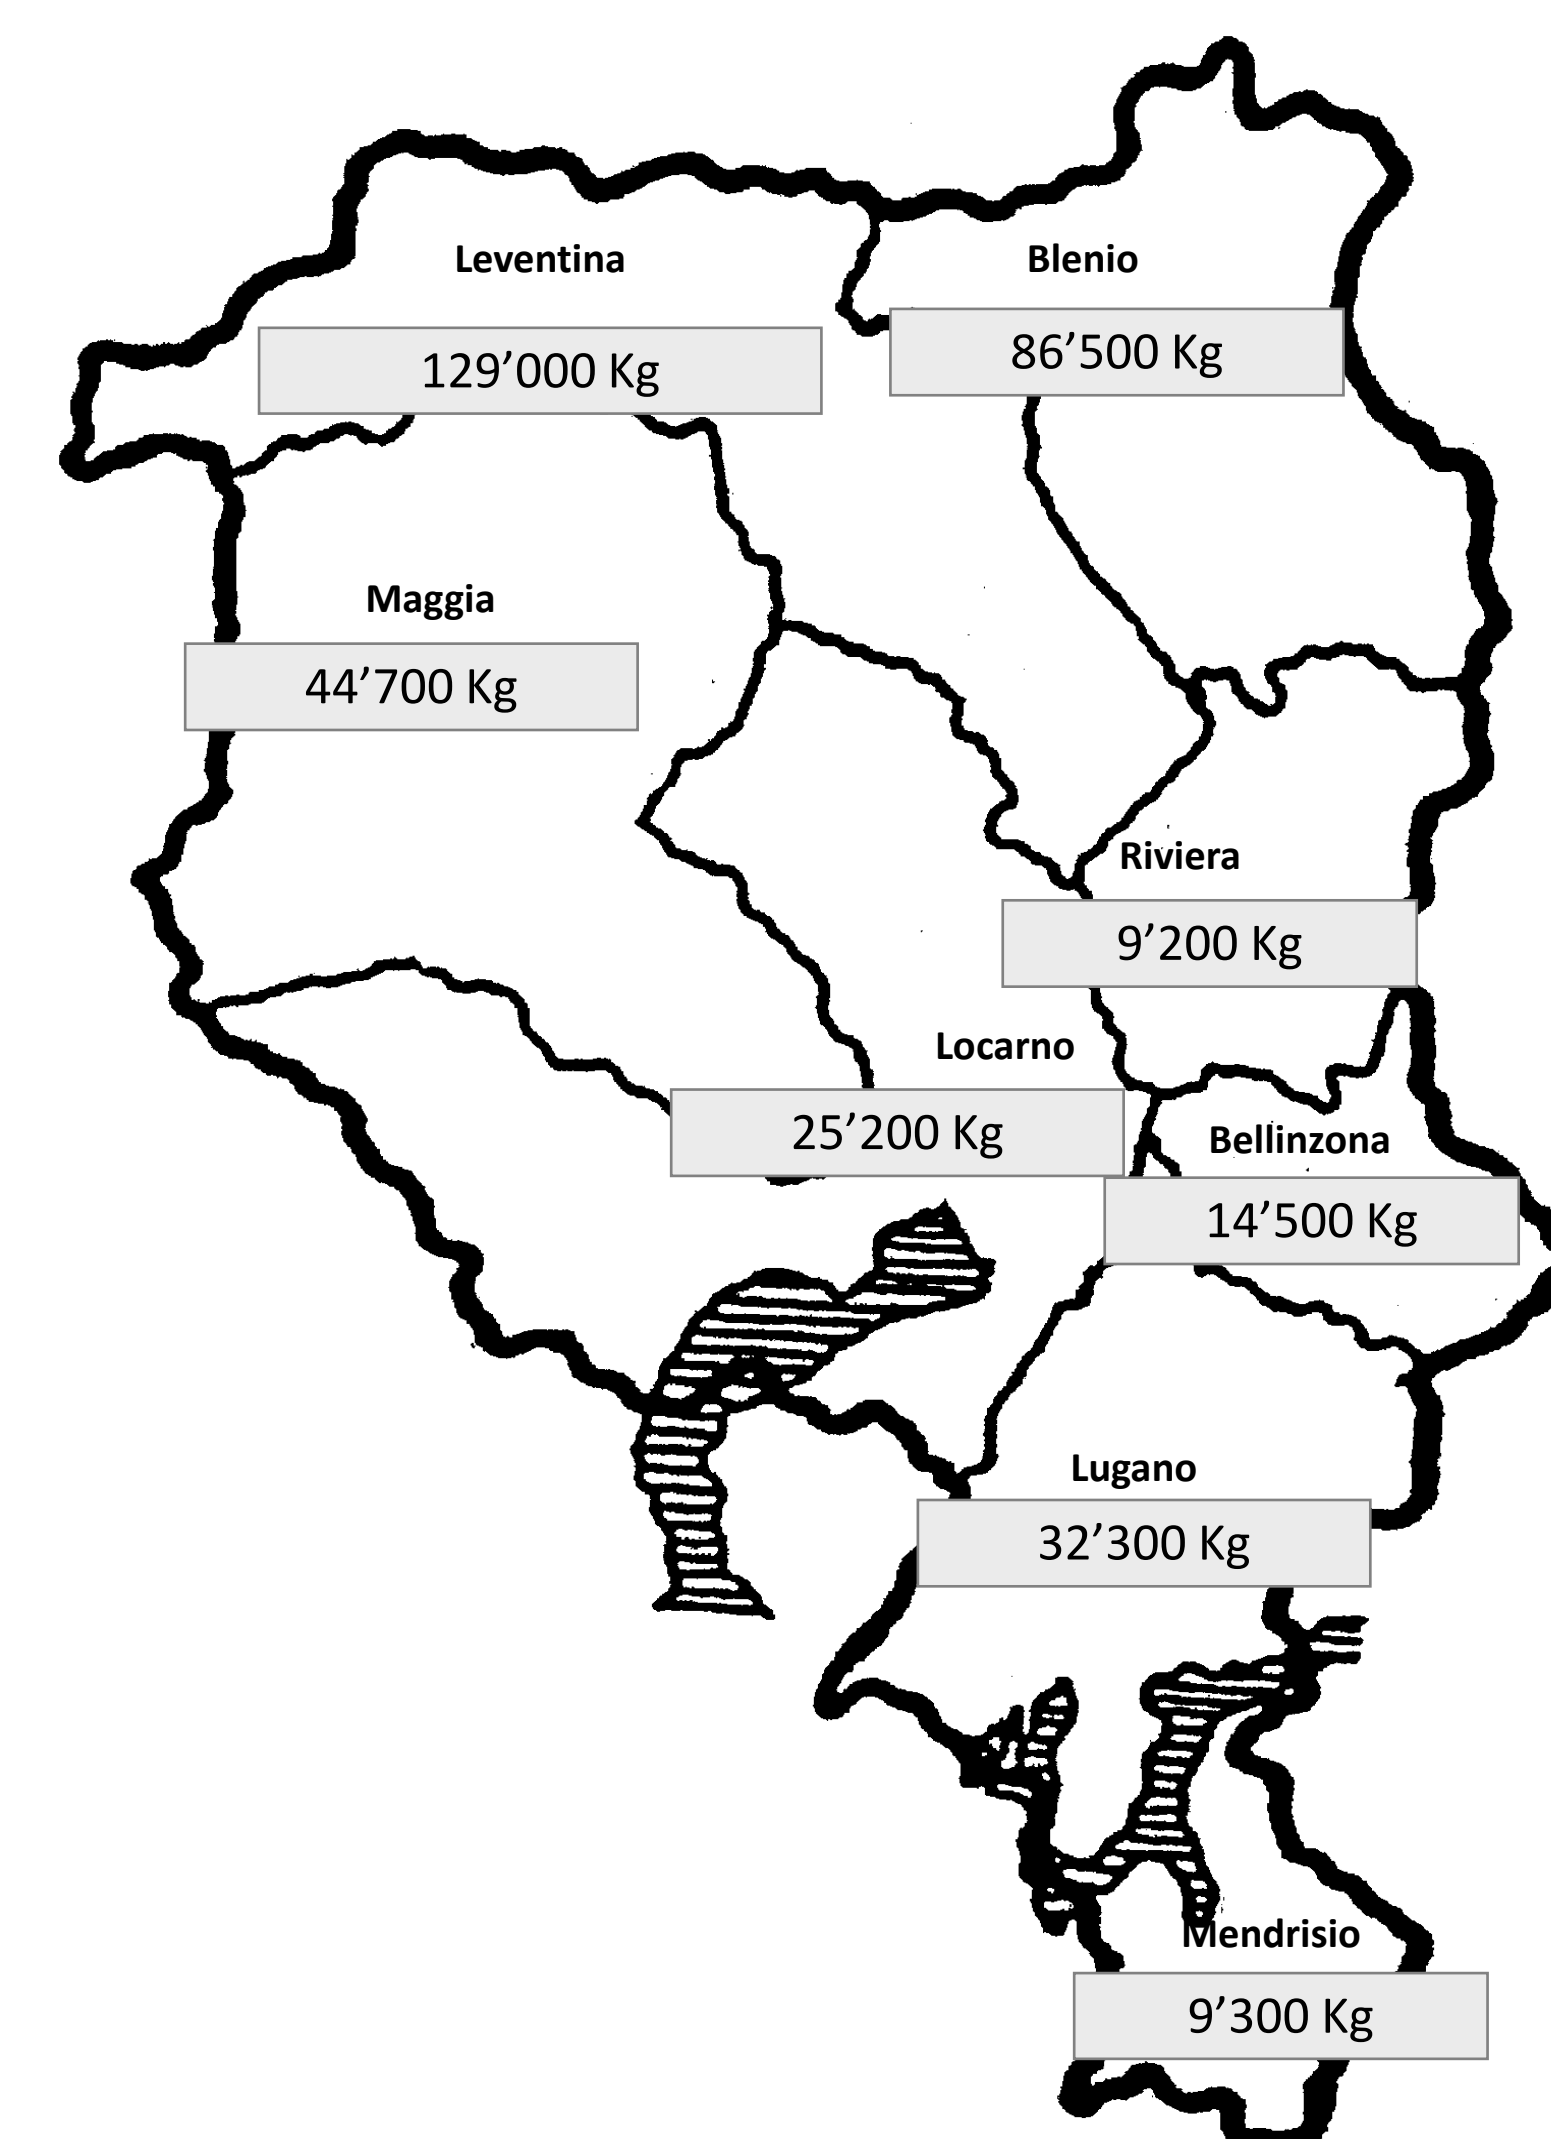 Leventina
129’000 Kg
Blenio
86’500 Kg
Maggia
44’700 Kg
Riviera
9’200 Kg
Locarno
25’200 Kg
Bellinzona
14’500 Kg
Lugano
32’300 Kg
Mendrisio
9’300 Kg